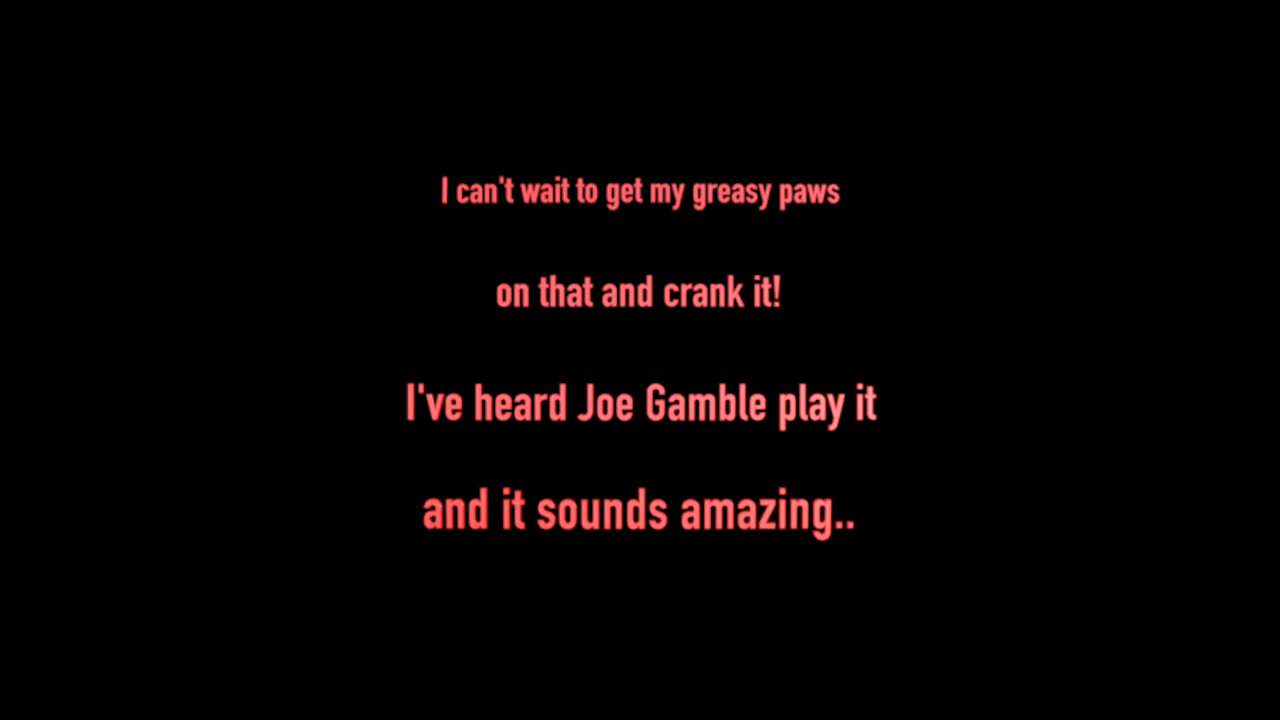 I can't wait to get my greasy paws
on that and crank it!
I've heard Joe Gamble play it
and it sounds amazing..